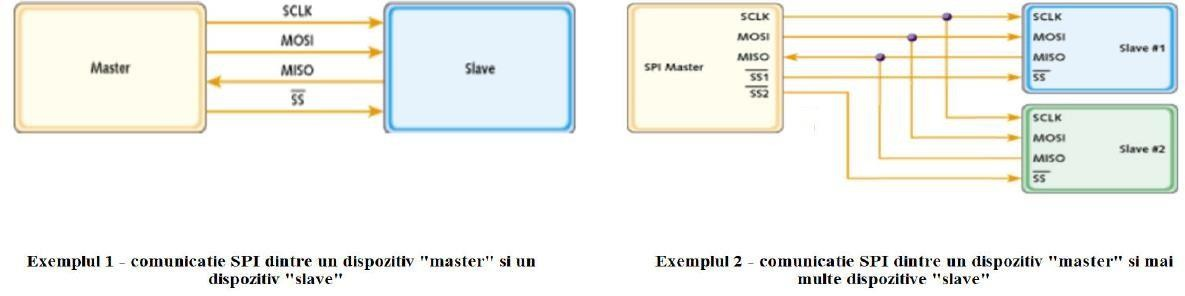 SCLK
MOSI
MISO
SS
Master
Slave
Exemplul 1 - comunicatie SPI dintre un dispozitiv "master" si un
dispozitiv "slave"
SPI Master
SCLK
MOSI
MISO
SS1
SS2
SCLK
MOSI
MISO
SS
Slave #1
SCLK
MOSI
MISO
SS
Slave #2
Exemplul 2 - comunicatie SPI dintre un dispozitiv "master" si mai
multe dispozitive "slave"